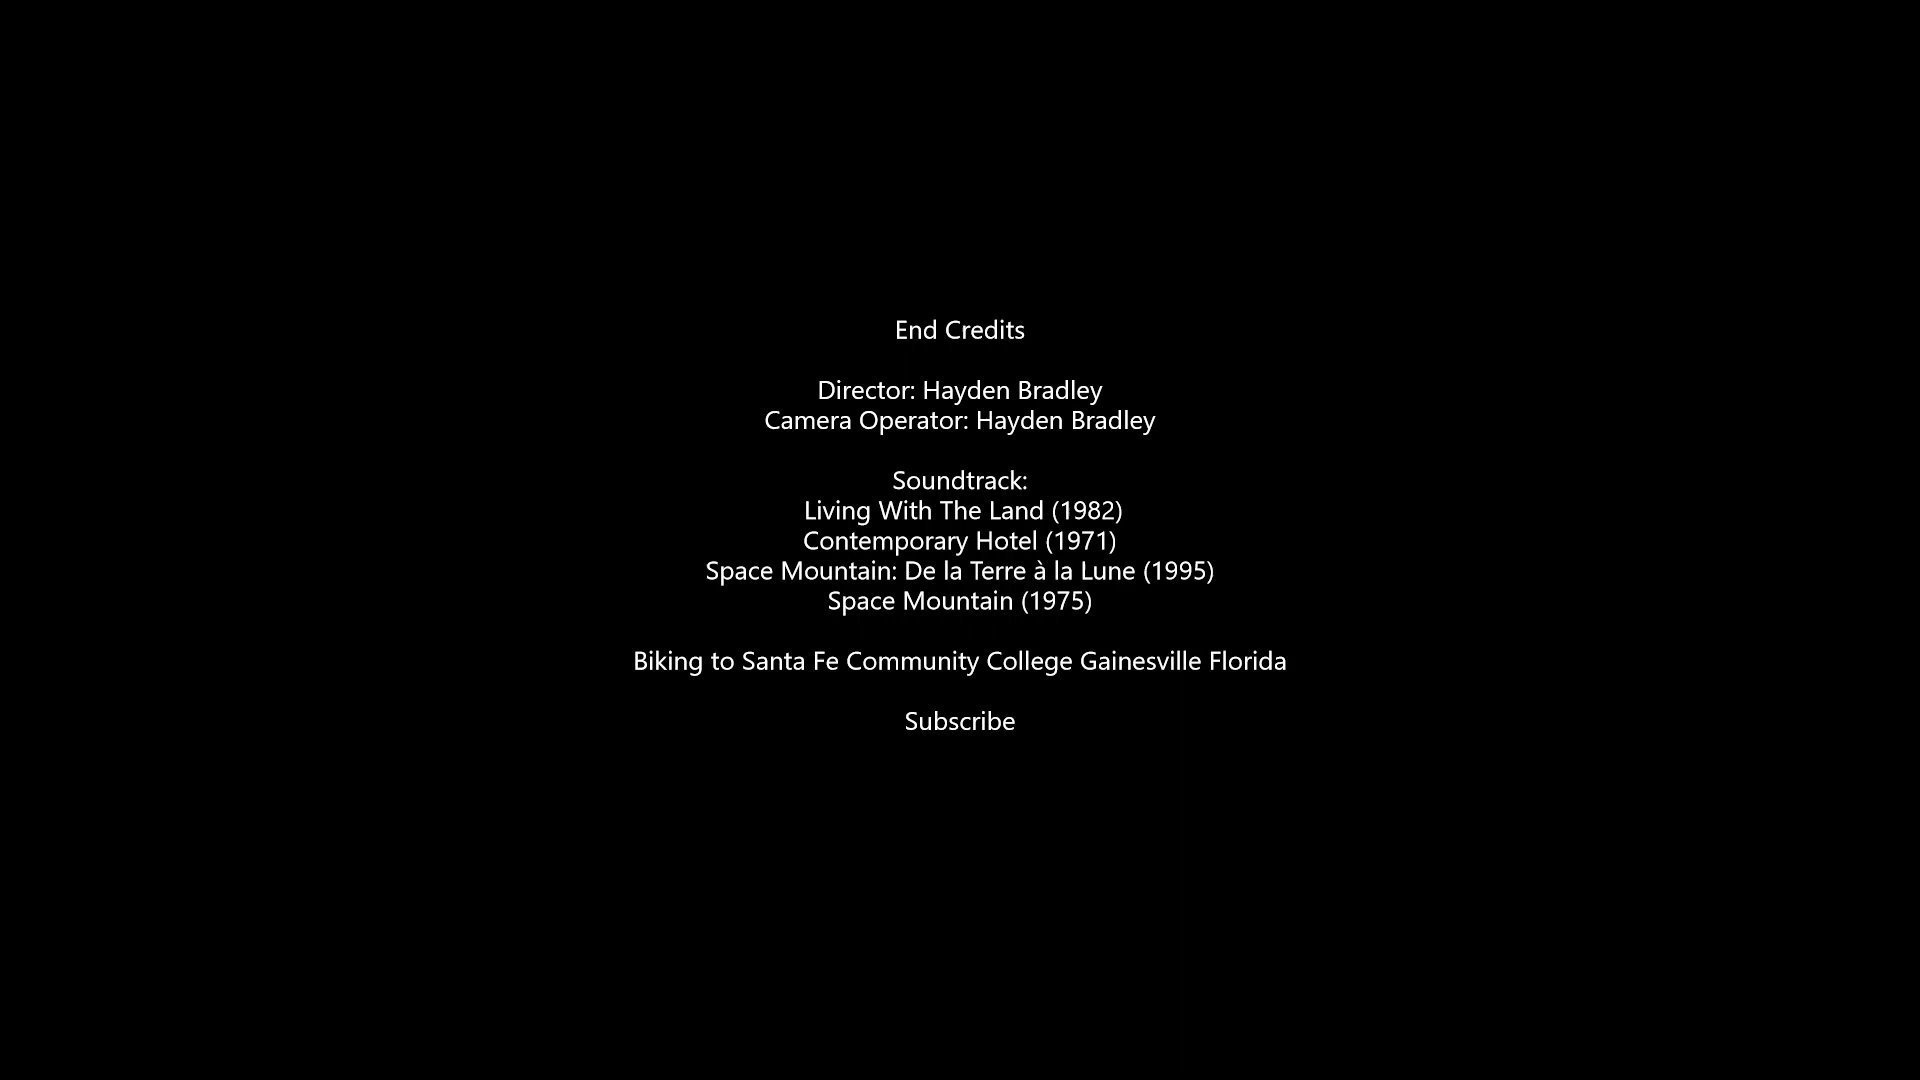 End Credits
Director: Hayden Bradley
Camera Operator: Hayden Bradley
Soundtrack:
Living With The Land (1982)
Contemporary Hotel (1971)
Space Mountain: De la Terre à la Lune (1995)
Space Mountain (1975)
Biking to Santa Fe Community College Gainesville Florida
Subscribe